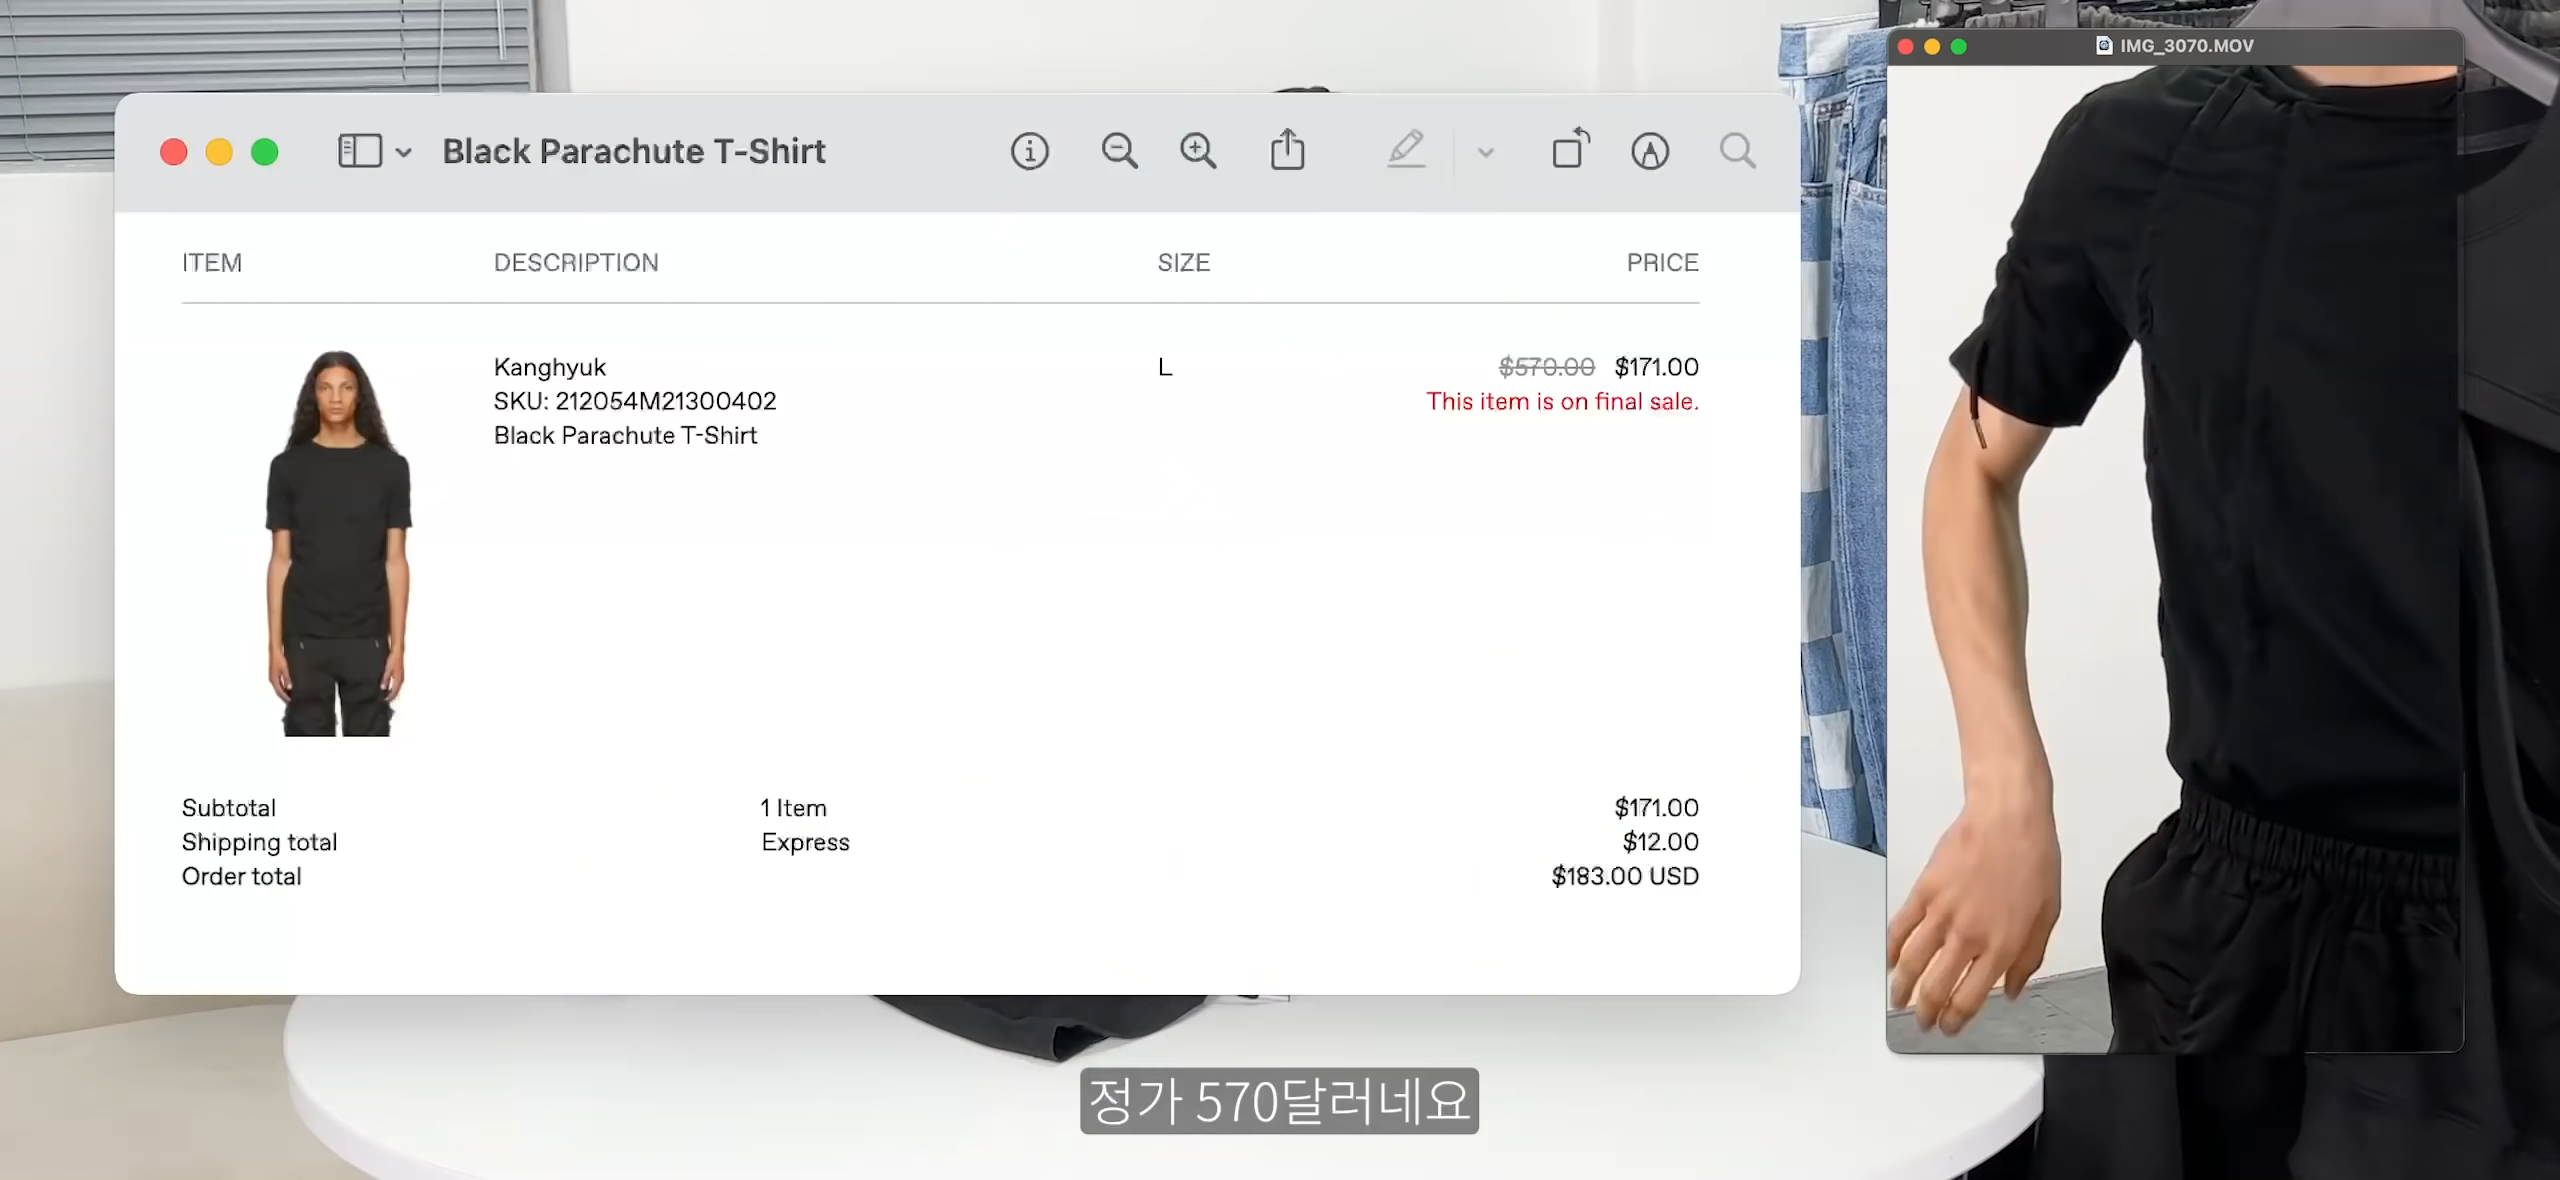 IMG_3070.MOV
Black Parachute T-Shirt
ITEM DESCRIPTION SIZE PRICE
Kanghyuk L $570.00 $171.00
SKU: 212054M21300402 This item is on final sale.
Black Parachute T-Shirt
Subtotal 1 Item $171.00
Shipping total Express $12.00
Order total $183.00 USD
정가 570달러네요